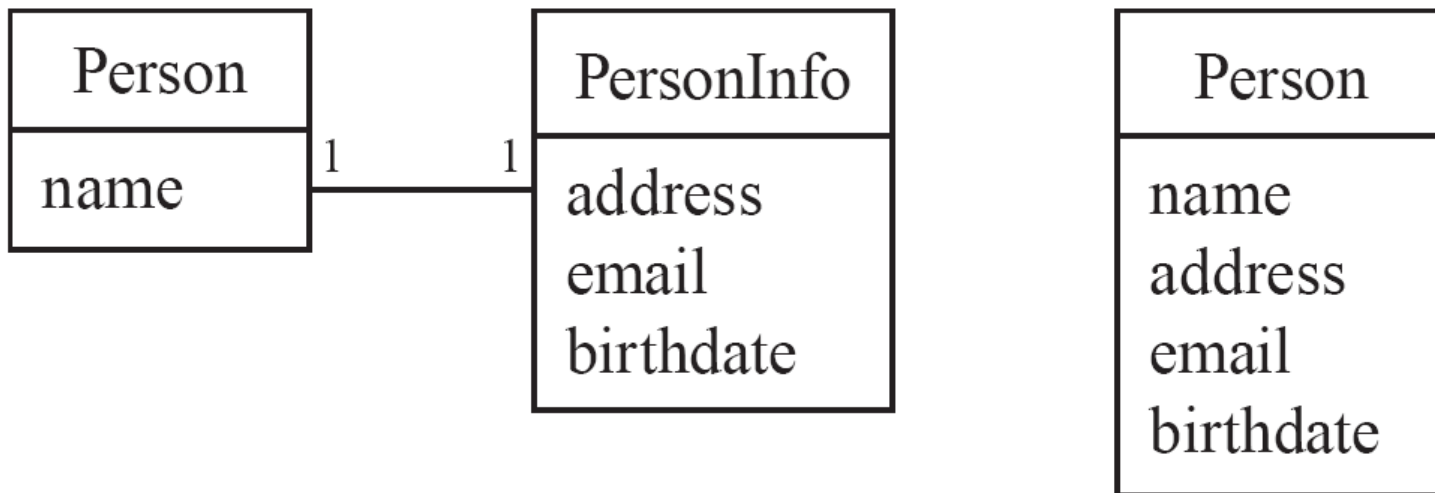 Person
name
1
1
PersonInfo
address
email
birthdate
Person
name
address
email
birthdate